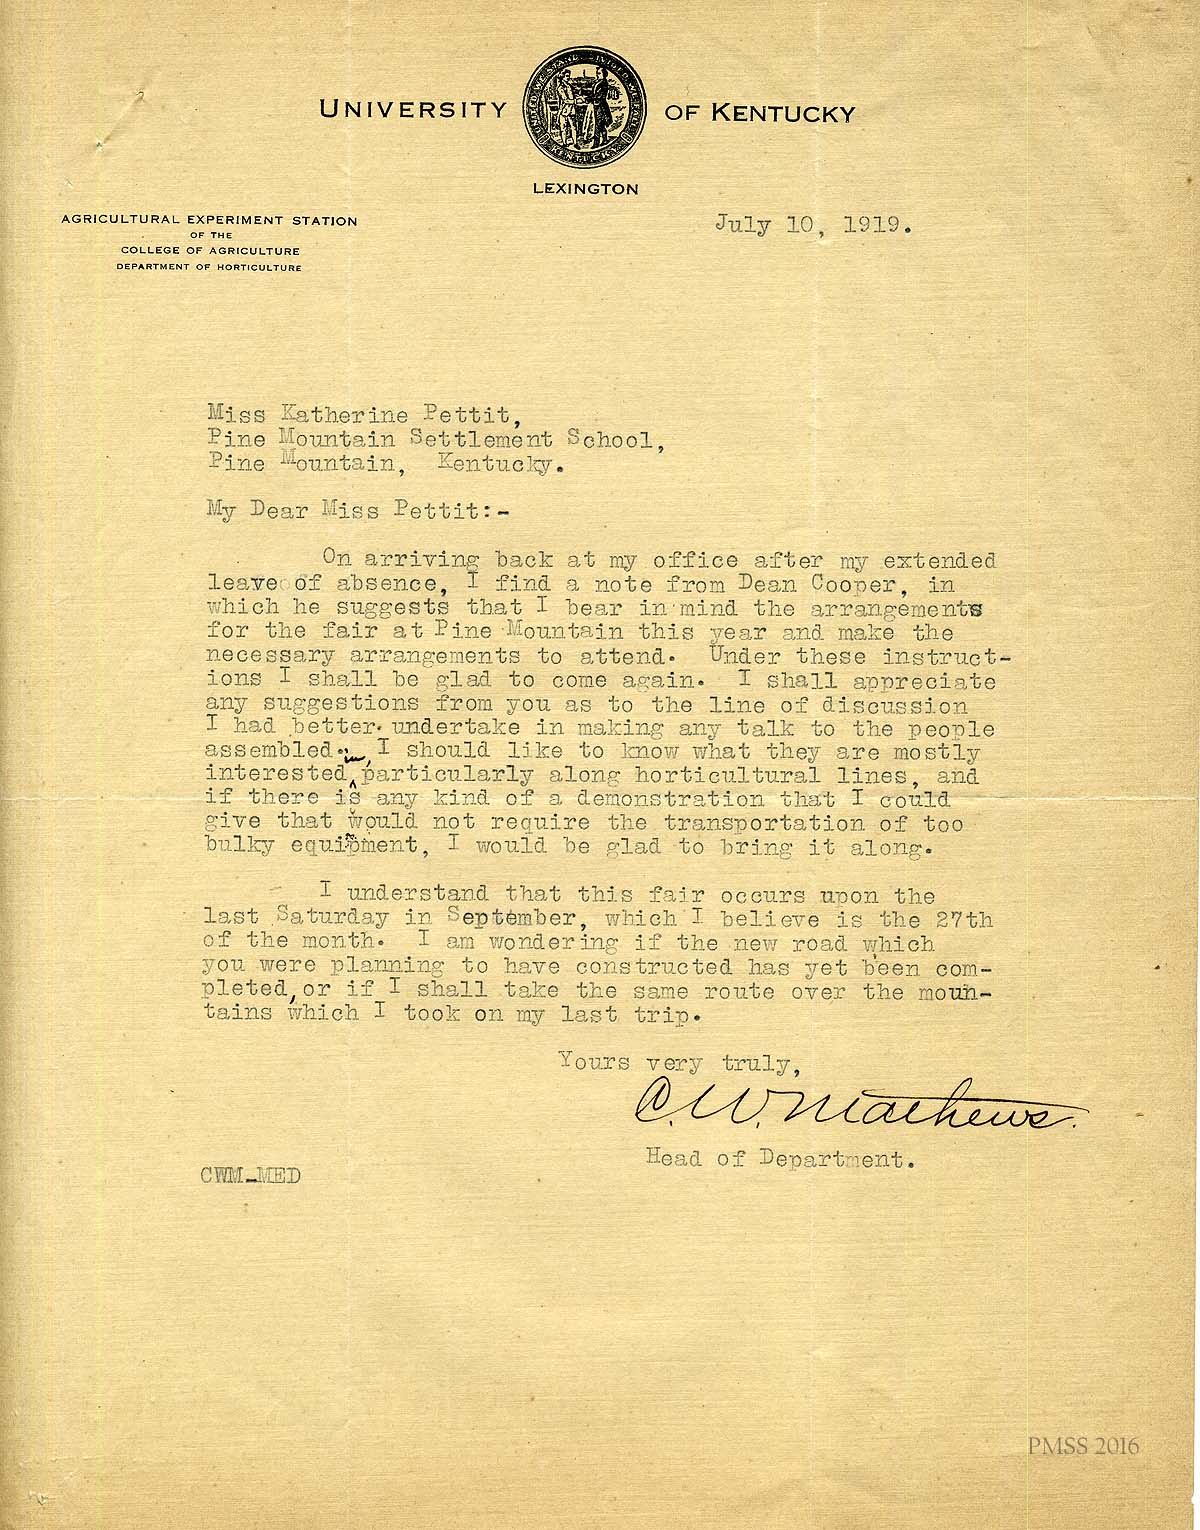 UNIVERSITY OF KENTUCKY
UNITED WE STAND DIVIDED WE FALL
KENTUCKY
LEXINGTON
AGRICULTURAL EXPERIMENT STATION
OF THE
COLLEGE OF AGRICULTURE
DEPARTMENT OF HORTICULTURE
July 10, 1919.
Miss Katherine Pettit,
Pine Mountain Settlement School,
Pine Mountain, Kentucky.
My Dear Miss Pettit:-
On arriving back at my office after my extended
leave of absence, I find a note from Dean Cooper, in
which he suggests that I bear in mind the arrangements
for the fair at Pine Mountain this year and make the
necessary arrangements to attend. Under these instruct-
ions I shall be glad to come again. I shall appreciate
any suggestions from you as to the line of discussion
I had better undertake in making any talk to the people
assembled. I should like to know what they are mostly
interested in, particularly along horticultural lines, and
if there is any kind of a demonstration that I could
give that would not require the transportation of too
bulky equipment, I would be glad to bring it along.
I understand that this fair occurs upon the
last Saturday in September, which I believe is the 27th
of the month. I am wondering if the new road which
you were planning to have constructed has yet been com-
pleted, or if I shall take the same route over the moun-
tains which I took on my last trip.
Yours very truly,
C. W. Mathews.
Head of Department.
CWM-MED
PMSS 2016